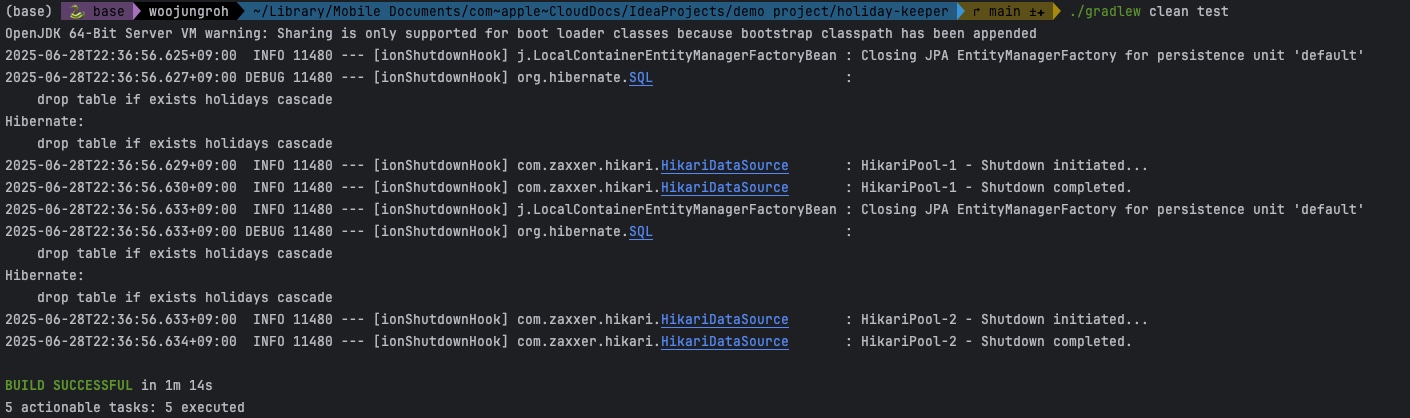 (base) 🐍 base woojungroh ~/Library/Mobile Documents/com~apple~CloudDocs/IdeaProjects/demo project/holiday-keeper ↱ main ±✚ ./gradlew clean test
OpenJDK 64-Bit Server VM warning: Sharing is only supported for boot loader classes because bootstrap classpath has been appended
2025-06-28T22:36:56.625+09:00  INFO 11480 --- [ionShutdownHook] j.LocalContainerEntityManagerFactoryBean : Closing JPA EntityManagerFactory for persistence unit 'default'
2025-06-28T22:36:56.627+09:00 DEBUG 11480 --- [ionShutdownHook] org.hibernate.SQL                        :
    drop table if exists holidays cascade
Hibernate:
    drop table if exists holidays cascade
2025-06-28T22:36:56.629+09:00  INFO 11480 --- [ionShutdownHook] com.zaxxer.hikari.HikariDataSource       : HikariPool-1 - Shutdown initiated...
2025-06-28T22:36:56.630+09:00  INFO 11480 --- [ionShutdownHook] com.zaxxer.hikari.HikariDataSource       : HikariPool-1 - Shutdown completed.
2025-06-28T22:36:56.633+09:00  INFO 11480 --- [ionShutdownHook] j.LocalContainerEntityManagerFactoryBean : Closing JPA EntityManagerFactory for persistence unit 'default'
2025-06-28T22:36:56.633+09:00 DEBUG 11480 --- [ionShutdownHook] org.hibernate.SQL                        :
    drop table if exists holidays cascade
Hibernate:
    drop table if exists holidays cascade
2025-06-28T22:36:56.633+09:00  INFO 11480 --- [ionShutdownHook] com.zaxxer.hikari.HikariDataSource       : HikariPool-2 - Shutdown initiated...
2025-06-28T22:36:56.634+09:00  INFO 11480 --- [ionShutdownHook] com.zaxxer.hikari.HikariDataSource       : HikariPool-2 - Shutdown completed.
BUILD SUCCESSFUL in 1m 14s
5 actionable tasks: 5 executed